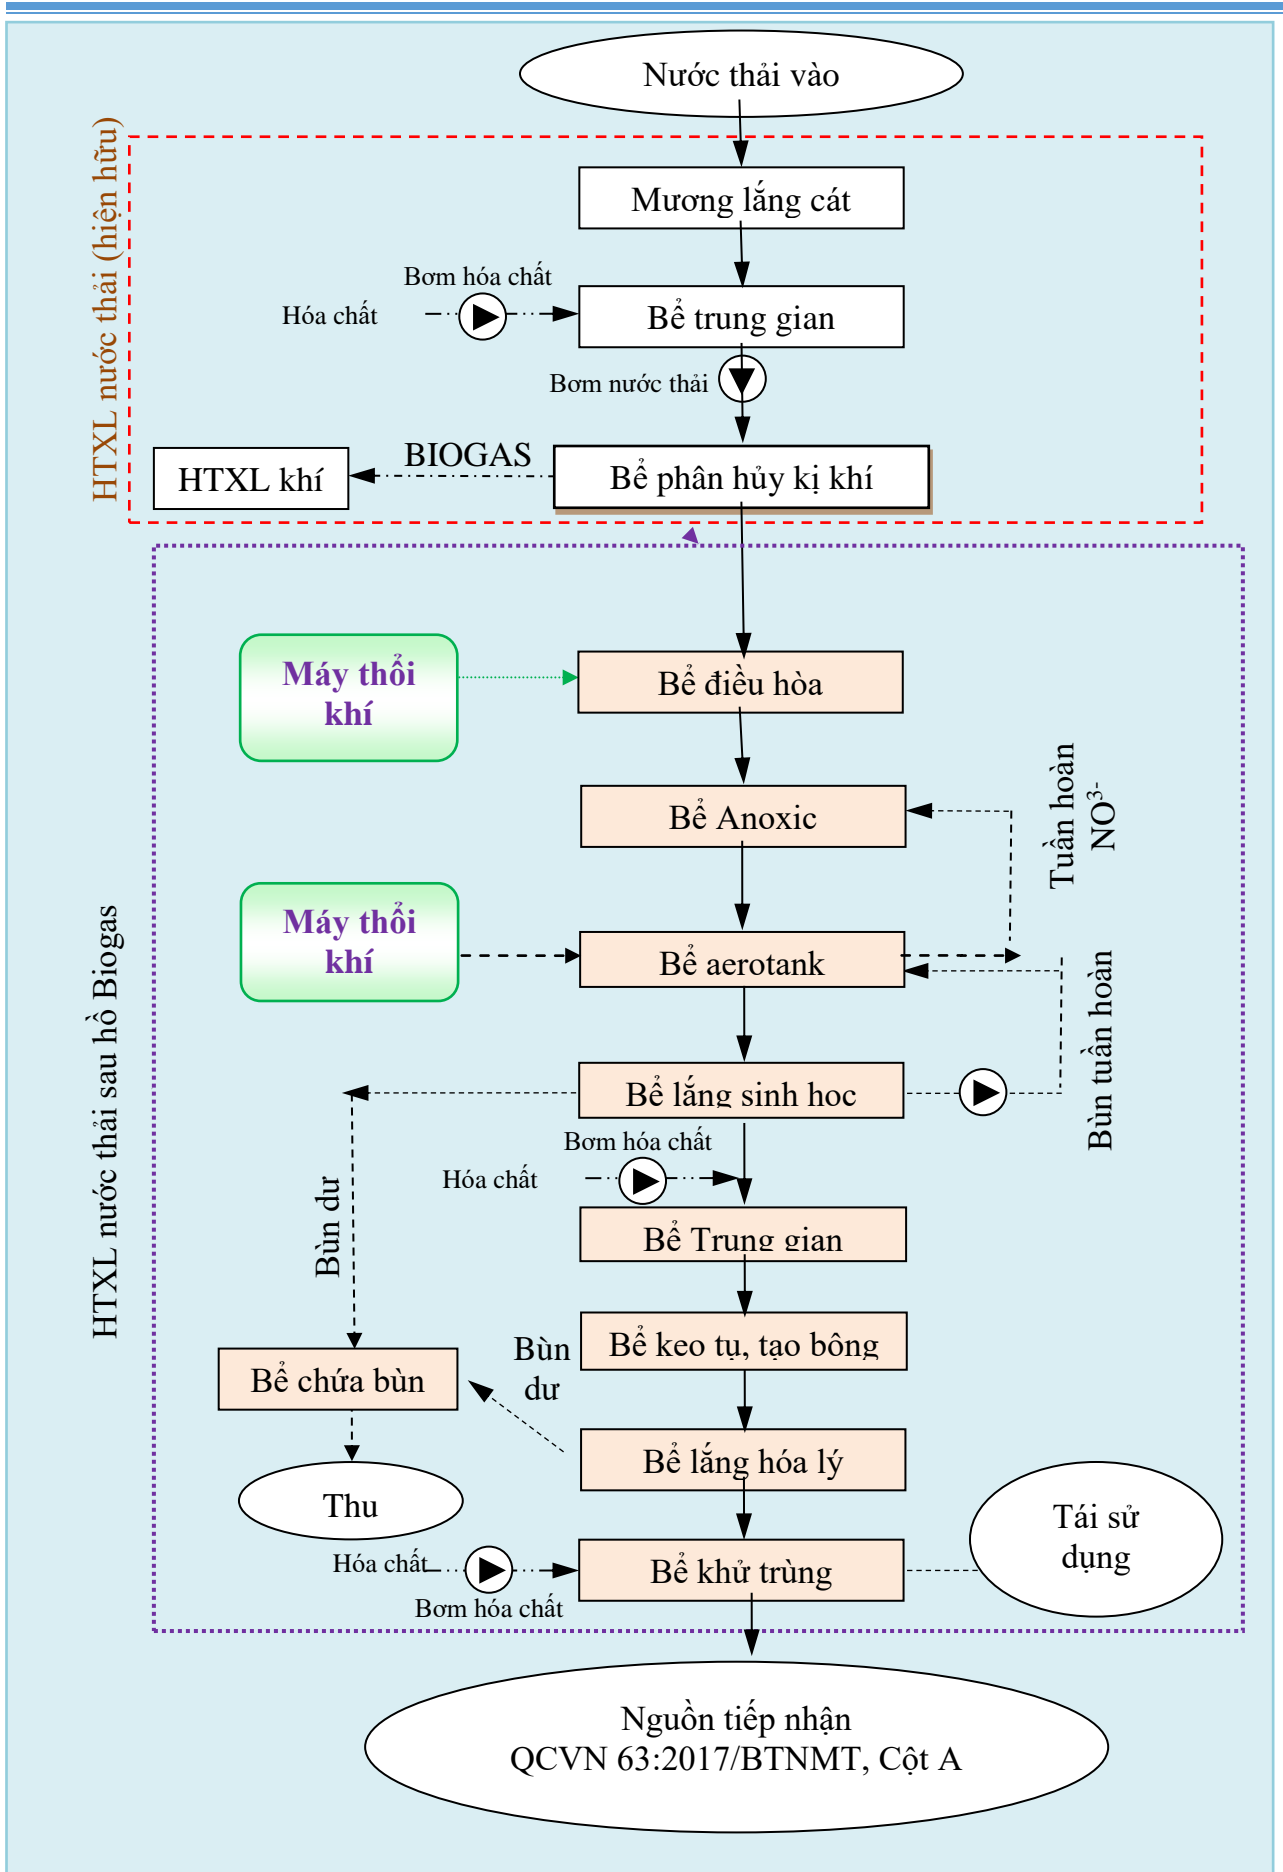 Nước thải vào
HTXL nước thải (hiện hữu)
Mương lắng cát
Bơm hóa chất
Hóa chất
Bể trung gian
Bơm nước thải
BIOGAS
HTXL khí
Bể phân hủy kị khí
HTXL nước thải sau hồ Biogas
Máy thổi
khí
Bể điều hòa
Tuần hoàn
NO3-
Bể Anoxic
Máy thổi
khí
Bể aerotank
Bùn tuần hoàn
Bể lắng sinh học
Bơm hóa chất
Hóa chất
Bùn dư
Bể Trung gian
Bể keo tụ, tạo bông
Bùn
dư
Bể chứa bùn
Bể lắng hóa lý
Thu
Tái sử
dụng
Hóa chất
Bể khử trùng
Bơm hóa chất
Nguồn tiếp nhận
QCVN 63:2017/BTNMT, Cột A